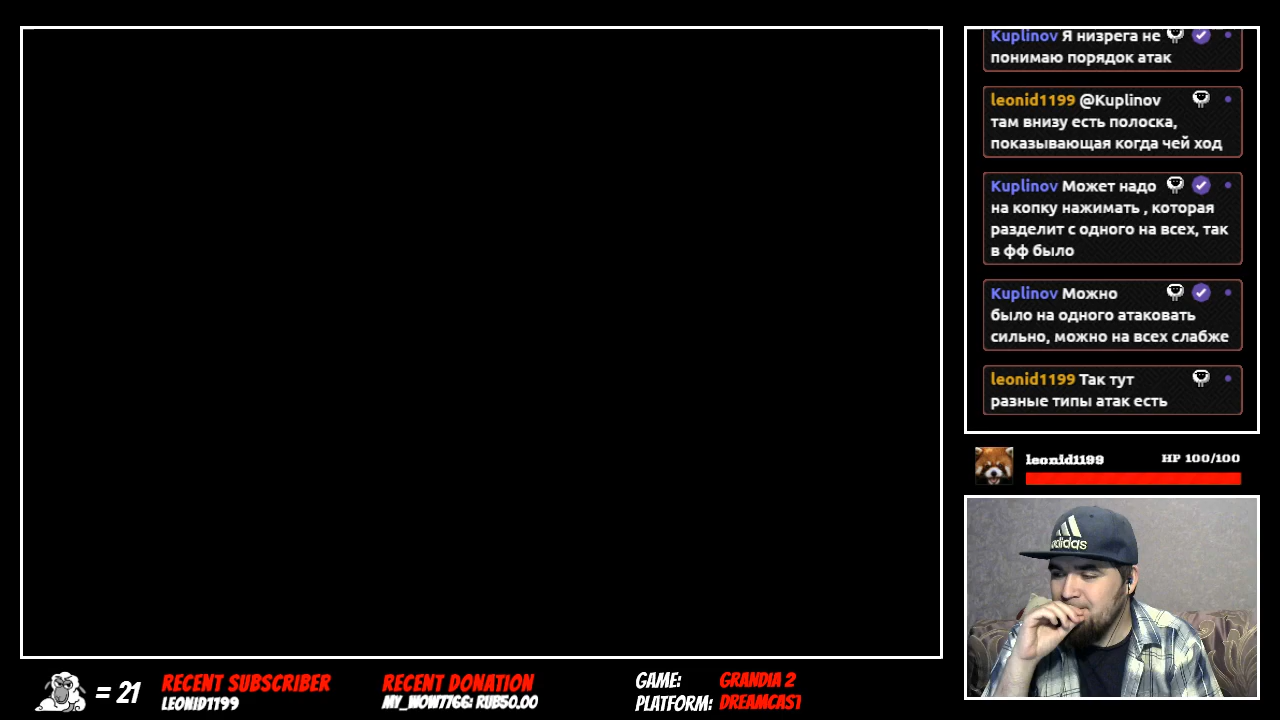 Kuplinov Я низрега не
понимаю порядок атак
leonid1199 @Kuplinov
там внизу есть полоска,
показывающая когда чей ход
Kuplinov Может надо
на копку нажимать , которая
разделит с одного на всех, так
в фф было
Kuplinov Можно
было на одного атаковать
сильно, можно на всех слабже
leonid1199 Так тут
разные типы атак есть
leonid1199 HP 100/100
adidas
= 21
RECENT SUBSCRIBER
LEONID1199
RECENT DONATION
MY_WOW7766: RUB50.00
GAME: GRANDIA 2
PLATFORM: DREAMCAST